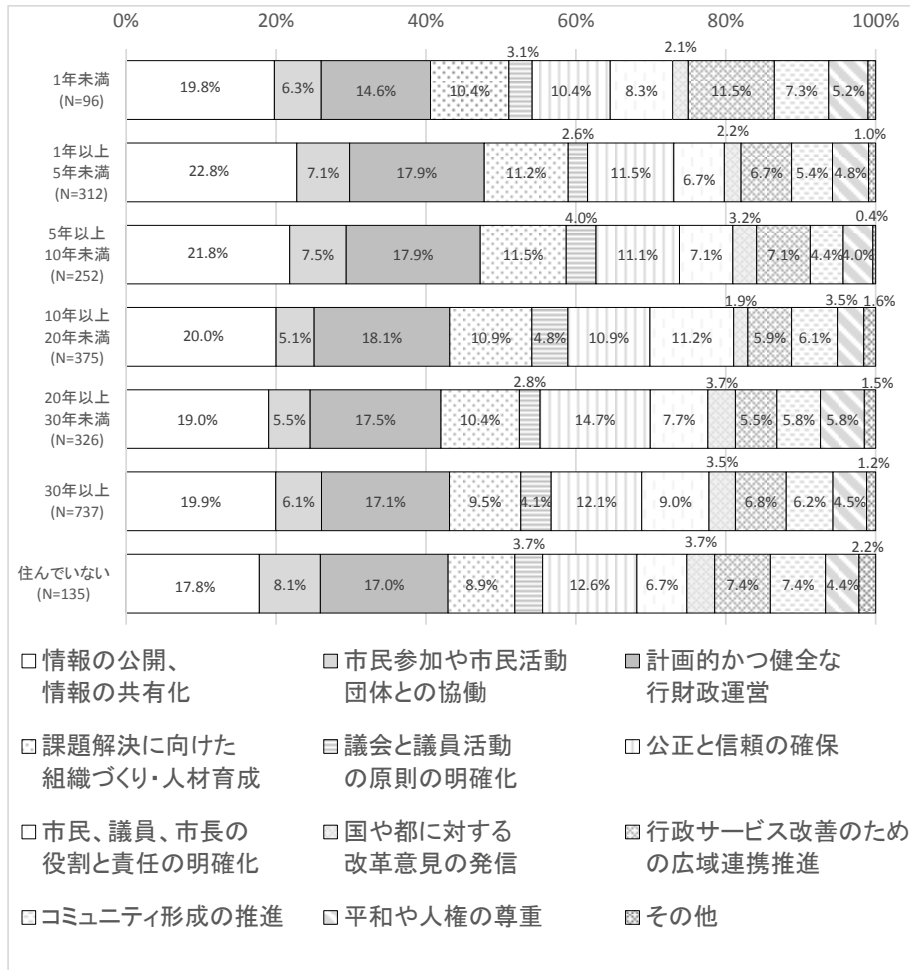 0% 20% 40% 60% 80% 100%
3.1% 2.1%
1年未満
(N=96)
19.8% 6.3% 14.6% 10.4% 10.4% 8.3% 11.5% 7.3% 5.2%
2.6% 2.2% 1.0%
1年以上
5年未満
(N=312)
22.8% 7.1% 17.9% 11.2% 11.5% 6.7% 6.7% 5.4% 4.8%
4.0% 3.2% 0.4%
5年以上
10年未満
(N=252)
21.8% 7.5% 17.9% 11.5% 11.1% 7.1% 7.1% 4.4% 4.0%
1.9% 3.5% 1.6%
10年以上
20年未満
(N=375)
20.0% 5.1% 18.1% 10.9% 4.8% 10.9% 11.2% 5.9% 6.1%
2.8% 3.7% 1.5%
20年以上
30年未満
(N=326)
19.0% 5.5% 17.5% 10.4% 14.7% 7.7% 5.5% 5.8% 5.8%
3.5% 1.2%
30年以上
(N=737)
19.9% 6.1% 17.1% 9.5% 4.1% 12.1% 9.0% 6.8% 6.2% 4.5%
3.7% 3.7% 2.2%
住んでいない
(N=135)
17.8% 8.1% 17.0% 8.9% 12.6% 6.7% 7.4% 7.4% 4.4%
情報の公開、
情報の共有化
市民参加や市民活動
団体との協働
計画的かつ健全な
行財政運営
課題解決に向けた
組織づくり・人材育成
議会と議員活動
の原則の明確化
公正と信頼の確保
市民、議員、市長の
役割と責任の明確化
国や都に対する
改革意見の発信
行政サービス改善のため
の広域連携推進
コミュニティ形成の推進
平和や人権の尊重
その他